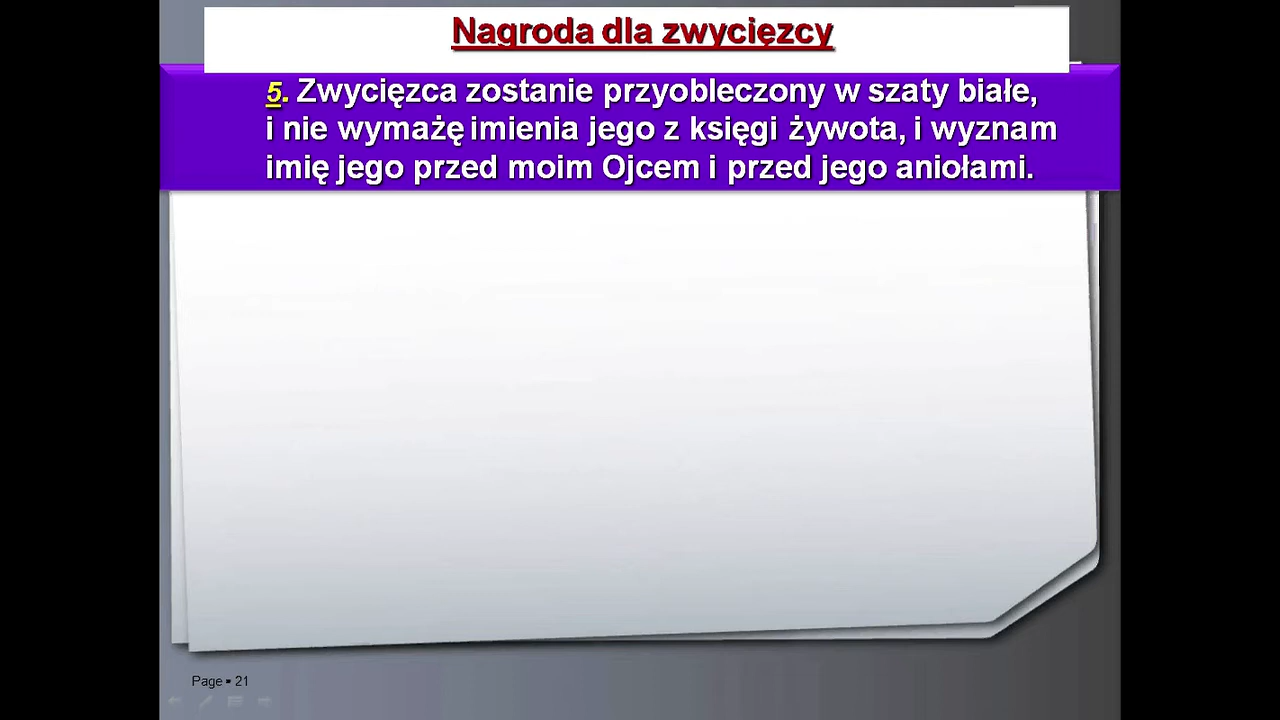 Nagroda dla zwycięzcy
5. Zwycięzca zostanie przyobleczony w szaty białe,
i nie wymażę imienia jego z księgi żywota, i wyznam
imię jego przed moim Ojcem i przed jego aniołami.
Page ▪ 21